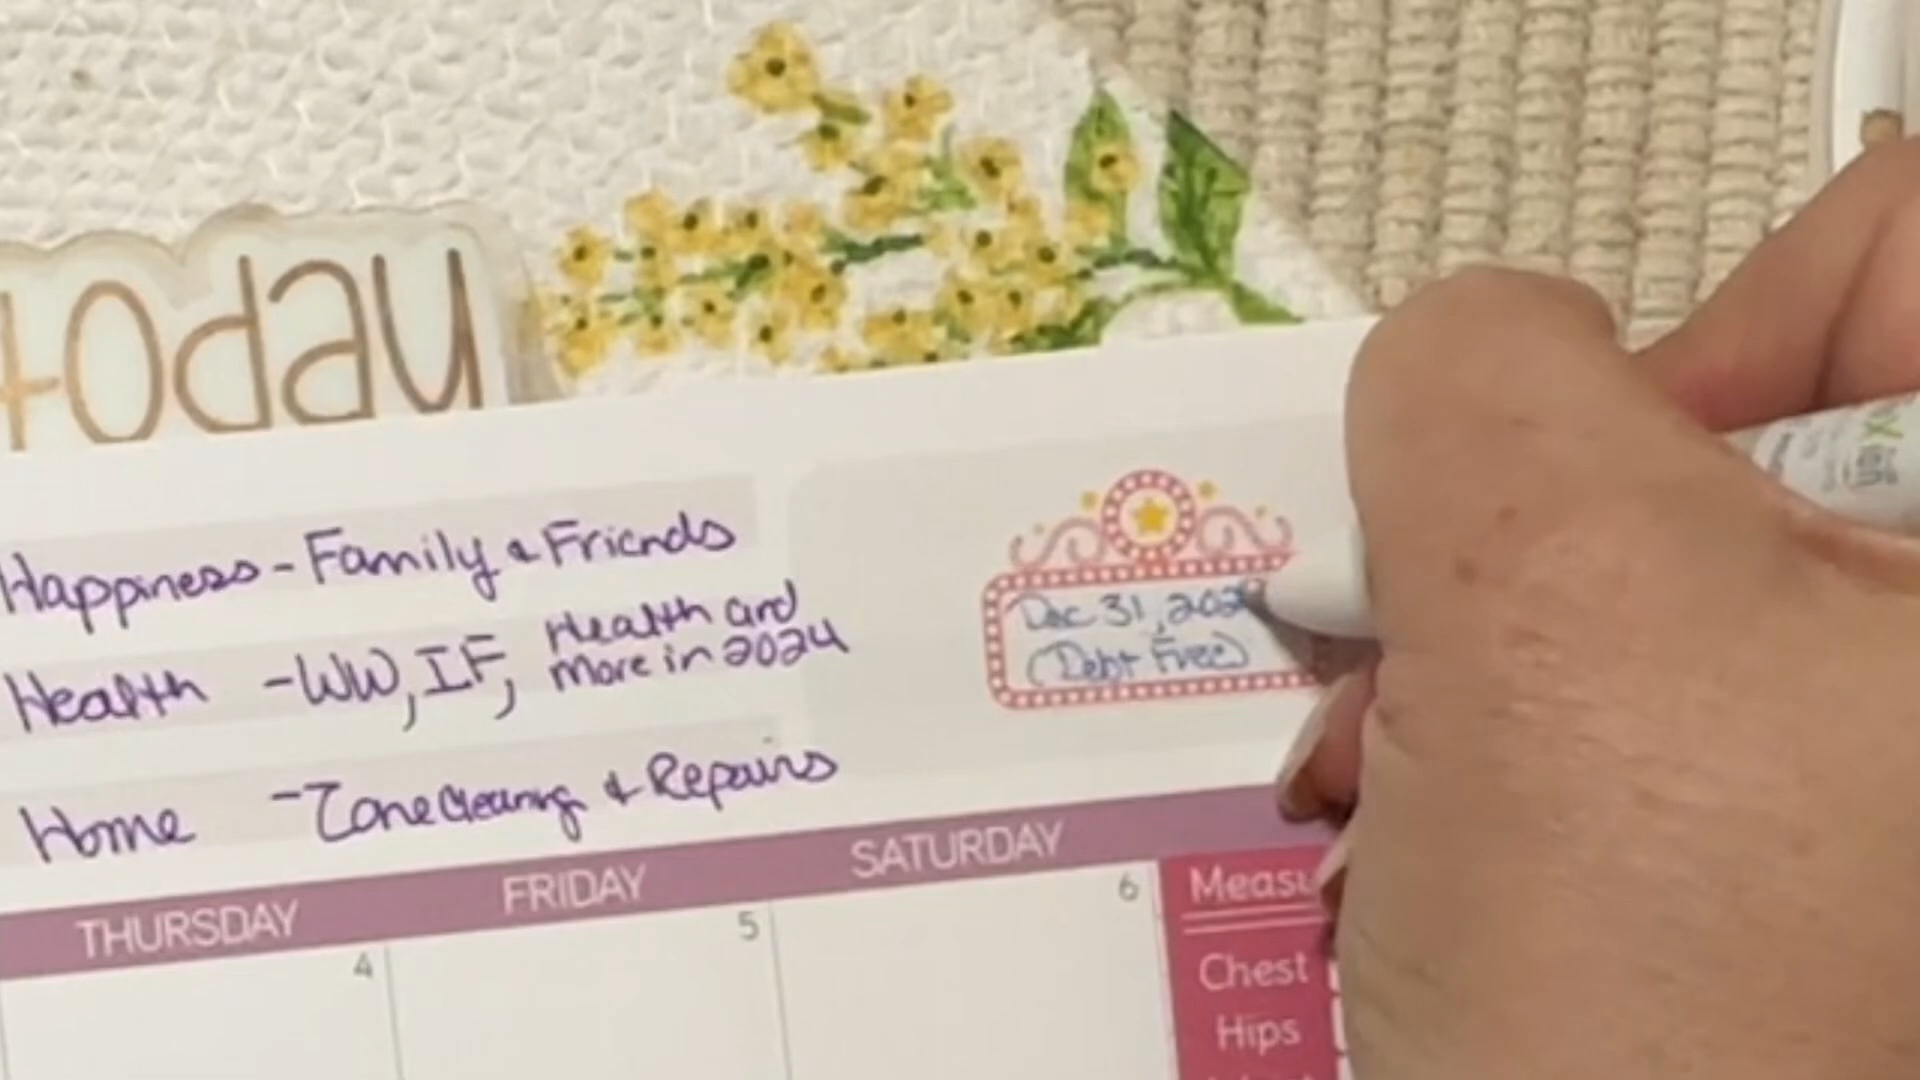 today
Happiness - Family & Friends
Health - WW, IF, Health and
more in 2024
Home - Zone Cleaning & Repairs
Dec 31,
(Debt Free)
THURSDAY FRIDAY SATURDAY
4 5 6
Measu
Chest
Hips